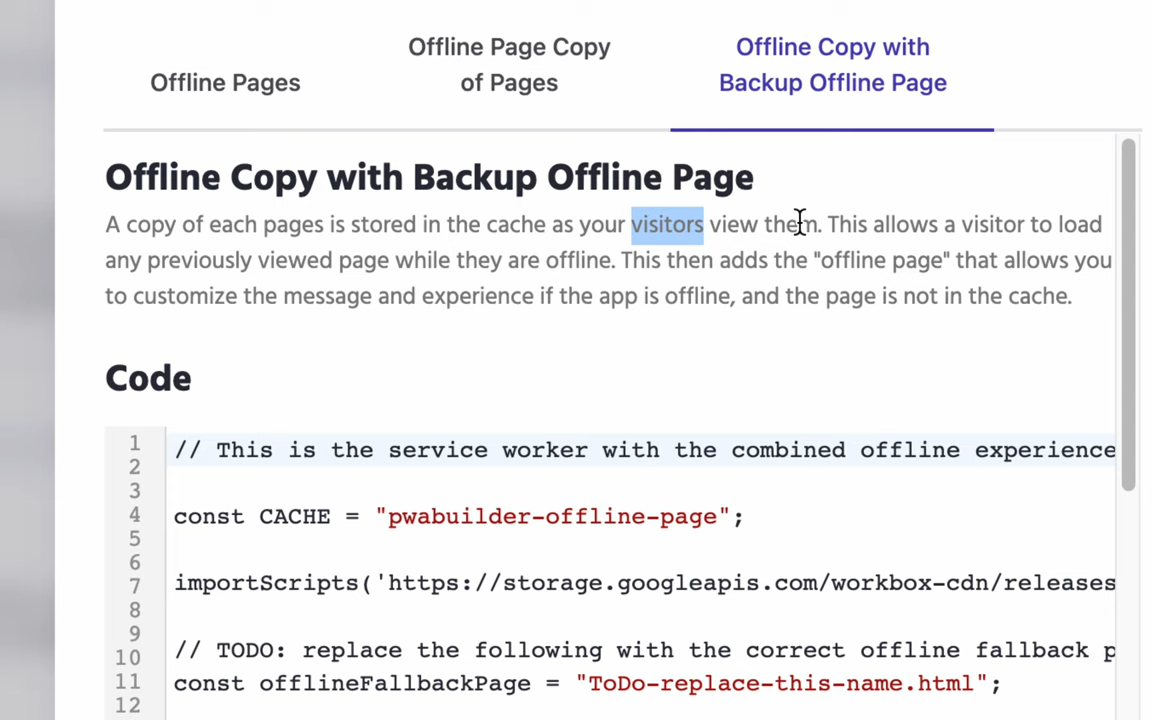 Offline Page Copy
of Pages
Offline Copy with
Backup Offline Page
Offline Pages
Offline Copy with Backup Offline Page
A copy of each pages is stored in the cache as your visitors view them. This allows a visitor to load
any previously viewed page while they are offline. This then adds the "offline page" that allows you
to customize the message and experience if the app is offline, and the page is not in the cache.
Code
1 // This is the service worker with the combined offline experience
2
3
4 const CACHE = "pwabuilder-offline-page";
5
6
7 importScripts('https://storage.googleapis.com/workbox-cdn/releases
8
9
10 // TODO: replace the following with the correct offline fallback p
11 const offlineFallbackPage = "ToDo-replace-this-name.html";
12